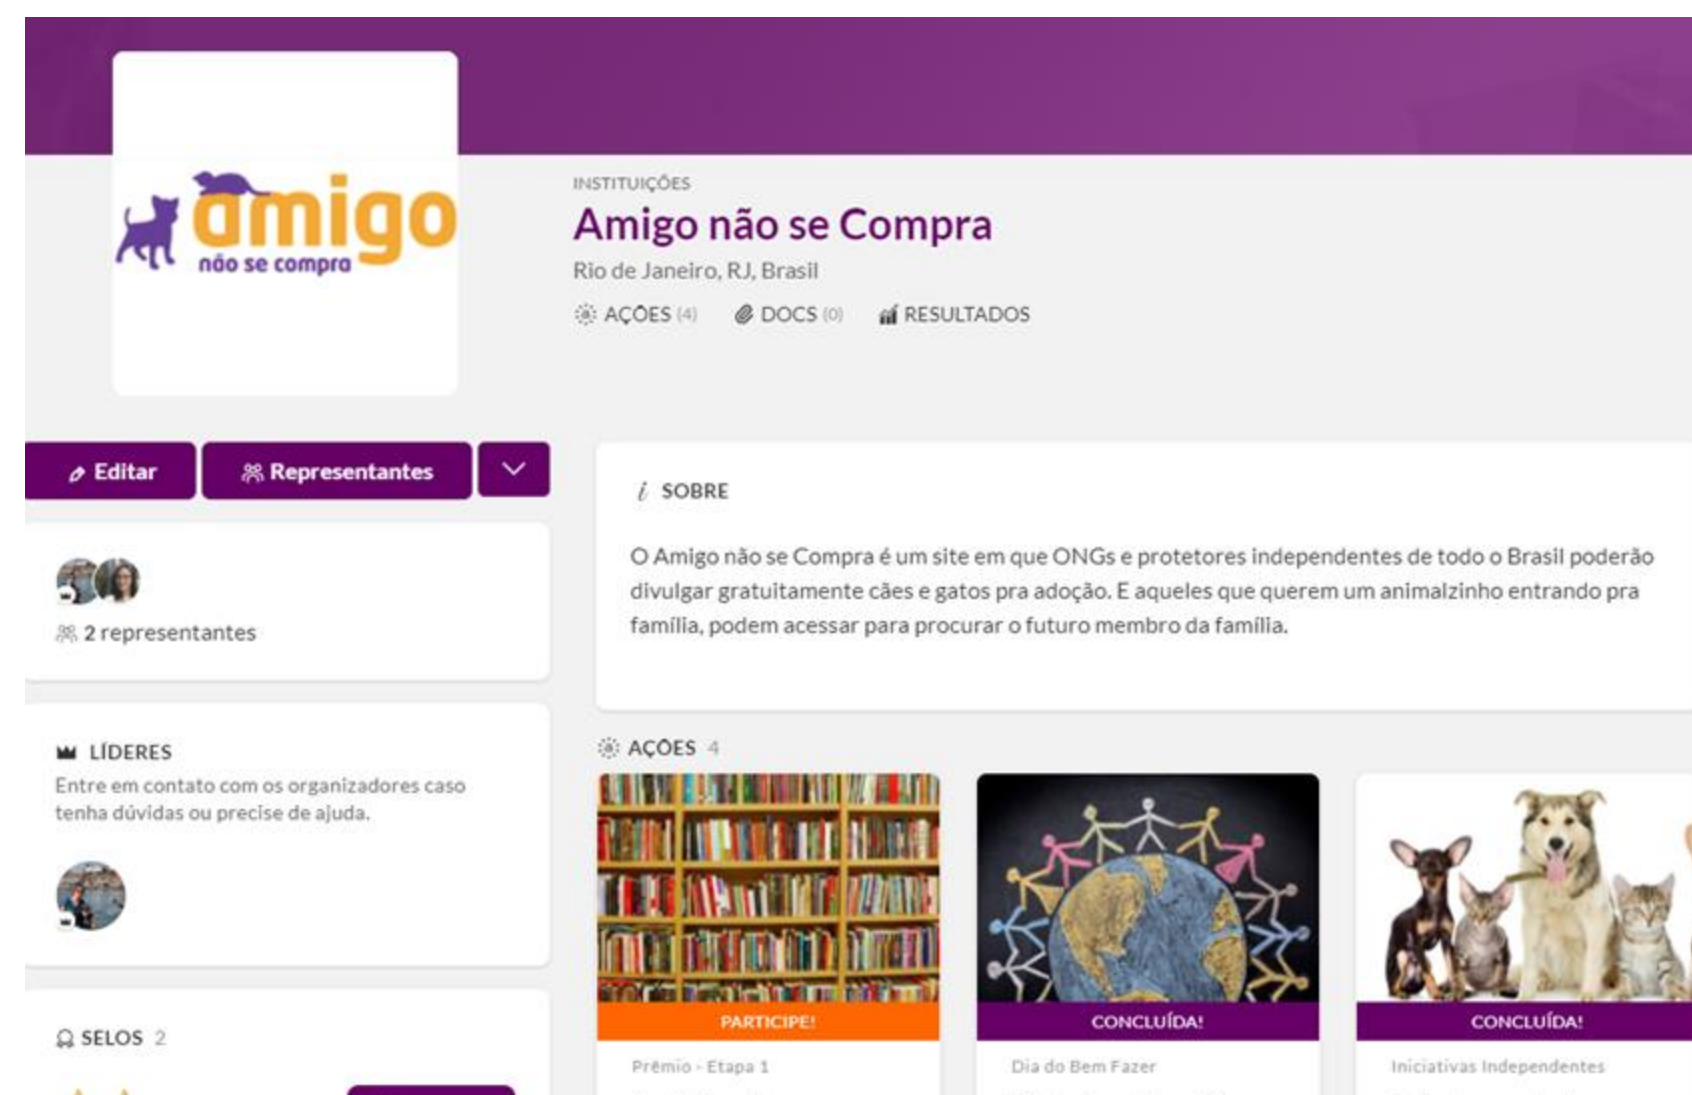 amigo
não se compra
INSTITUIÇÕES
Amigo não se Compra
Rio de Janeiro, RJ, Brasil
AÇÕES (4) DOCS (0) RESULTADOS
Editar
Representantes
2 representantes
LÍDERES
Entre em contato com os organizadores caso
tenha dúvidas ou precise de ajuda.
SELOS 2
i SOBRE
O Amigo não se Compra é um site em que ONGs e protetores independentes de todo o Brasil poderão
divulgar gratuitamente cães e gatos pra adoção. E aqueles que querem um animalzinho entrando pra
família, podem acessar para procurar o futuro membro da família.
AÇÕES 4
PARTICIPE!
Prêmio - Etapa 1
CONCLUÍDA!
Dia do Bem Fazer
CONCLUÍDA!
Iniciativas Independentes